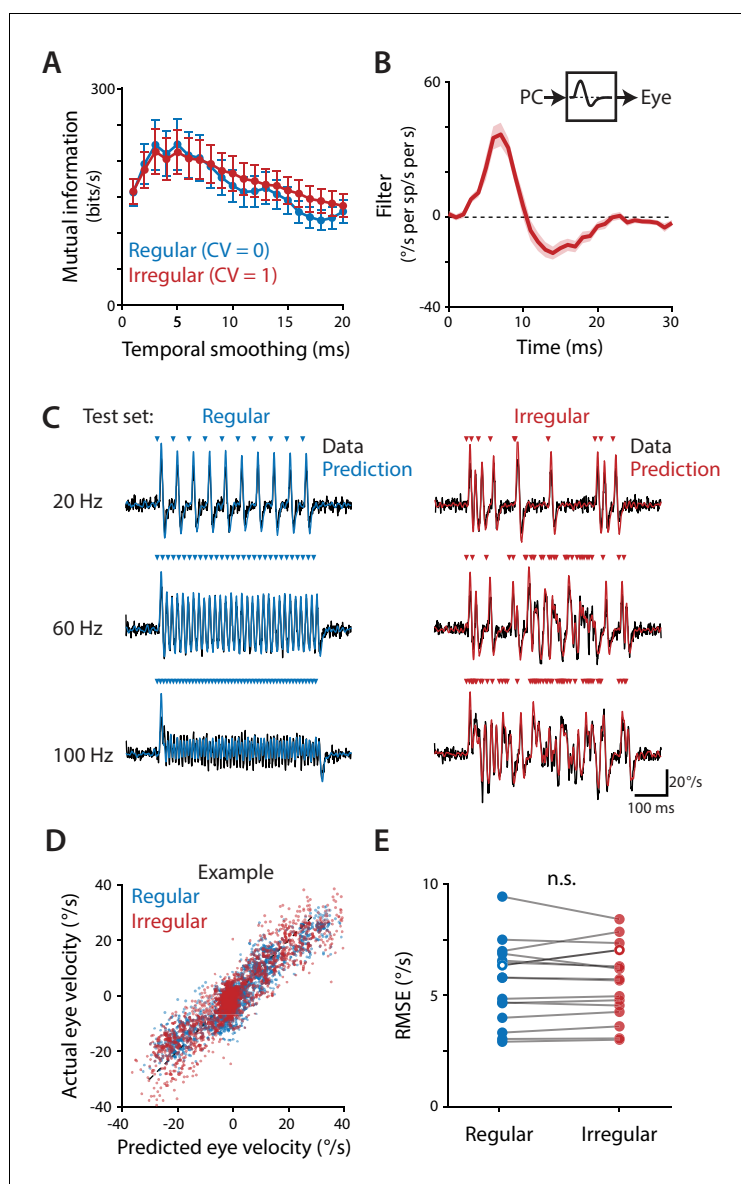 A
300
Mutual information
(bits/s)
Regular (CV = 0)
Irregular (CV = 1)
0
0
5
10
15
20
Temporal smoothing (ms)
B
60
PC
Eye
Filter
(°/s per sp/s per s)
0
-40
0
10
20
30
Time (ms)
C
Test set:
Regular
Irregular
Data
Prediction
Data
Prediction
20 Hz
60 Hz
100 Hz
20°/s
100 ms
D
Example
40
Regular
Irregular
20
Actual eye velocity (°/s)
0
-20
-40
-40
-20
0
20
40
Predicted eye velocity (°/s)
E
n.s.
10
RMSE (°/s)
5
0
Regular
Irregular